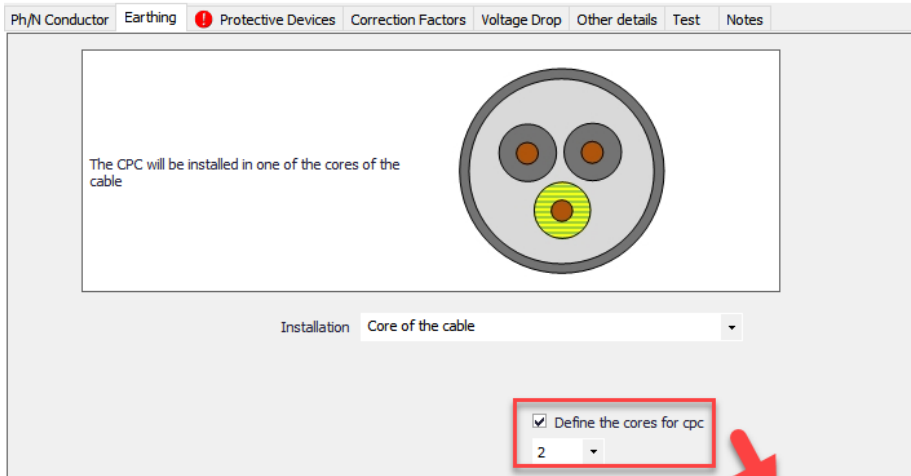 Ph/N Conductor Earthing ! Protective Devices Correction Factors Voltage Drop Other details Test Notes
The CPC will be installed in one of the cores of the
cable
Installation Core of the cable
Define the cores for cpc
2